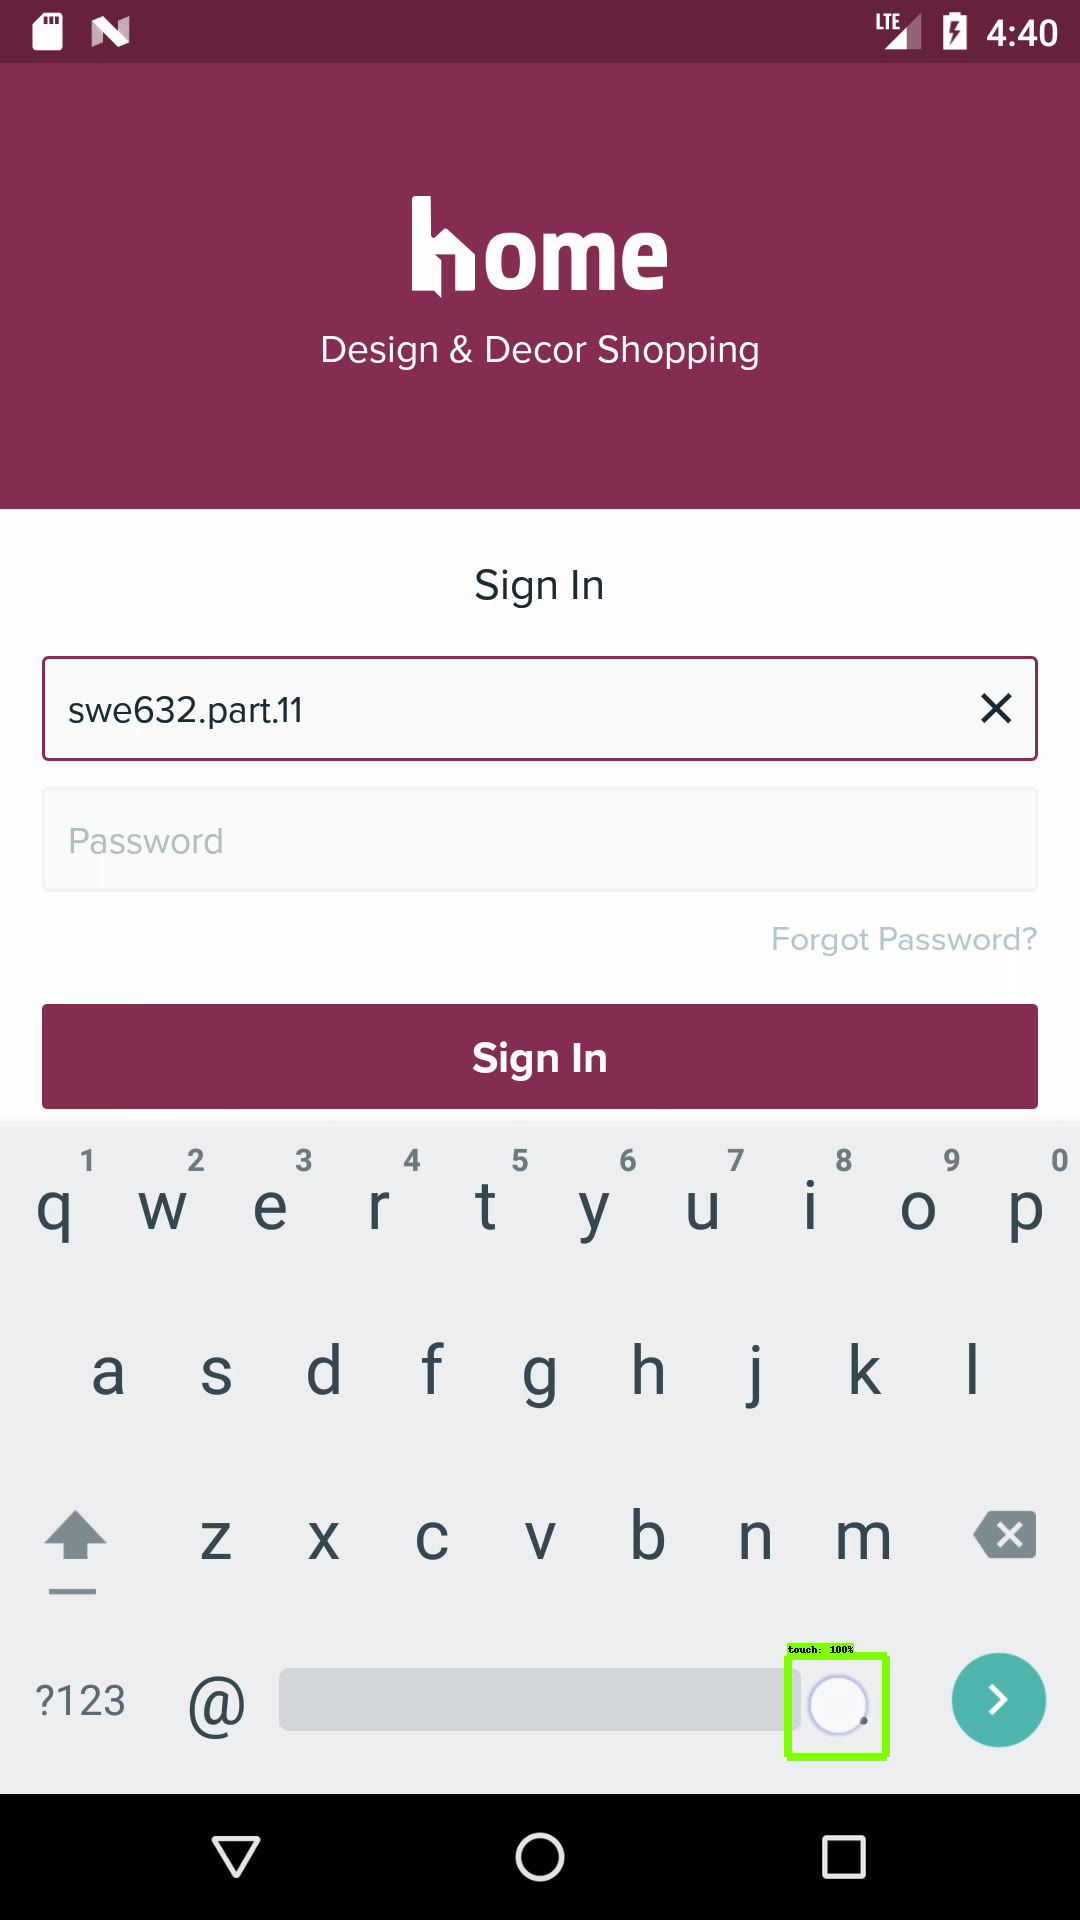 LTE 4:40
home
Design & Decor Shopping
Sign In
swe632.part.11
Password
Forgot Password?
Sign In
1 2 3 4 5 6 7 8 9 0
q w e r t y u i o p
a s d f g h j k l
z x c v b n m
touch: 100%
?123 @ .